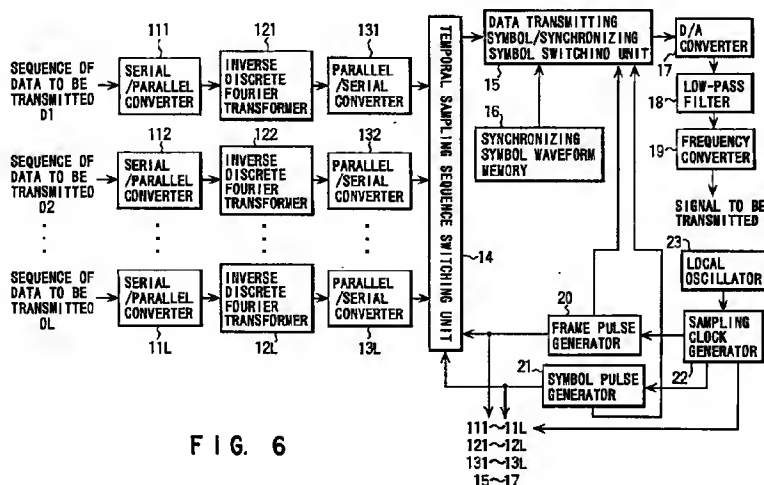 111
121
131
SEQUENCE OF
DATA TO BE
TRANSMITTED
D1
SERIAL
/PARALLEL
CONVERTER
INVERSE
DISCRETE
FOURIER
TRANSFORMER
PARALLEL
/SERIAL
CONVERTER
112
122
132
SEQUENCE OF
DATA TO BE
TRANSMITTED
D2
SERIAL
/PARALLEL
CONVERTER
INVERSE
DISCRETE
FOURIER
TRANSFORMER
PARALLEL
/SERIAL
CONVERTER
SEQUENCE OF
DATA TO BE
TRANSMITTED
DL
SERIAL
/PARALLEL
CONVERTER
INVERSE
DISCRETE
FOURIER
TRANSFORMER
PARALLEL
/SERIAL
CONVERTER
11L
12L
13L
TEMPORAL SAMPLING SEQUENCE SWITCHING UNIT
14
DATA TRANSMITTING
SYMBOL/SYNCHRONIZING
SYMBOL SWITCHIND UNIT
15
16
SYNCHRONIZING
SYMBOL WAVEFORM
MEMORY
D/A
CONVERTER
17
LOW-PASS
FILTER
18
FREQUENCY
CONVERTER
19
SIGNAL TO BE
TRANSMITTED
23
LOCAL
OSCILLATOR
20
FRAME PULSE
GENERATOR
SAMPLING
CLOCK
GENERATOR
22
21
SYMBOL PULSE
GENERATOR
111~11L
121~12L
131~13L
15~17
FIG. 6